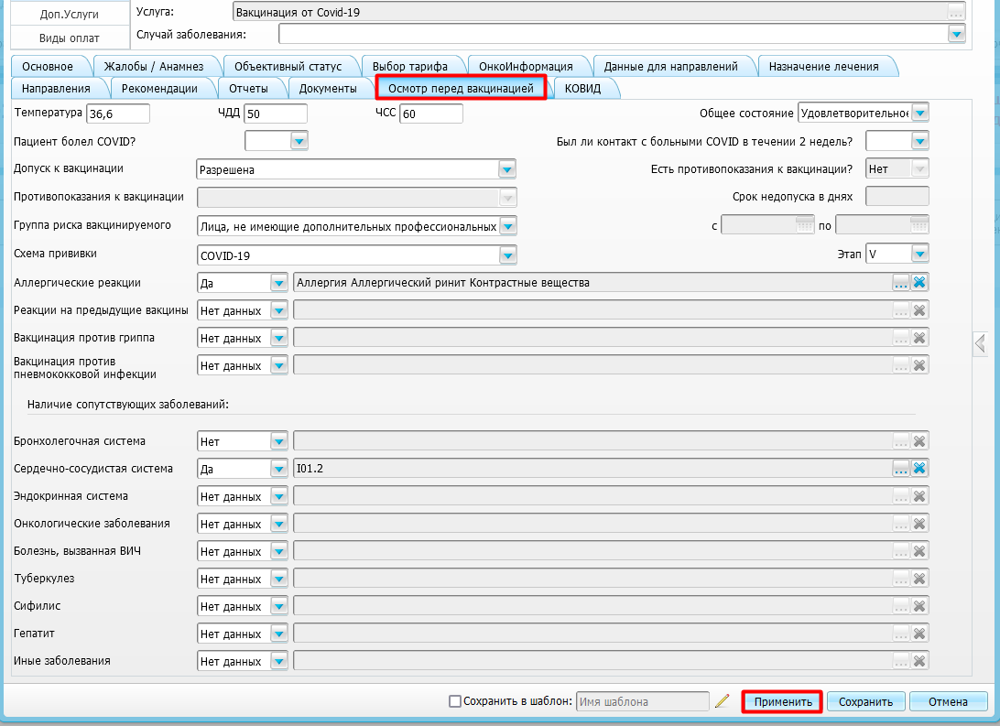 Доп.Услуги
Виды оплат
Услуга: Вакцинация от Covid-19 ...
Случай заболевания:
Основное Жалобы / Анамнез Объективный статус Выбор тарифа ОнкоИнформация Данные для направлений Назначение лечения
Направления Рекомендации Отчеты Документы Осмотр перед вакцинацией КОВИД
Температура 36,6 ЧДД 50 ЧСС 60 Общее состояние Удовлетворительное
Пациент болел COVID? Был ли контакт с больными COVID в течении 2 недель?
Допуск к вакцинации Разрешена Есть противопоказания к вакцинации? Нет
Противопоказания к вакцинации Срок недопуска в днях
Группа риска вакцинируемого Лица, не имеющие дополнительных профессиональных с по
Схема прививки COVID-19 Этап V
Аллергические реакции Да Аллергия Аллергический ринит Контрастные вещества ...
Реакции на предыдущие вакцины Нет данных ...
Вакцинация против гриппа Нет данных ...
Вакцинация против
пневмококковой инфекции Нет данных ...
Наличие сопутствующих заболеваний:
Бронхолегочная система Нет ...
Сердечно-сосудистая система Да I01.2 ...
Эндокринная система Нет данных ...
Онкологические заболевания Нет данных ...
Болезнь, вызванная ВИЧ Нет данных ...
Туберкулез Нет данных ...
Сифилис Нет данных ...
Гепатит Нет данных ...
Иные заболевания Нет данных ...
Сохранить в шаблон: Имя шаблона Применить Сохранить Отмена